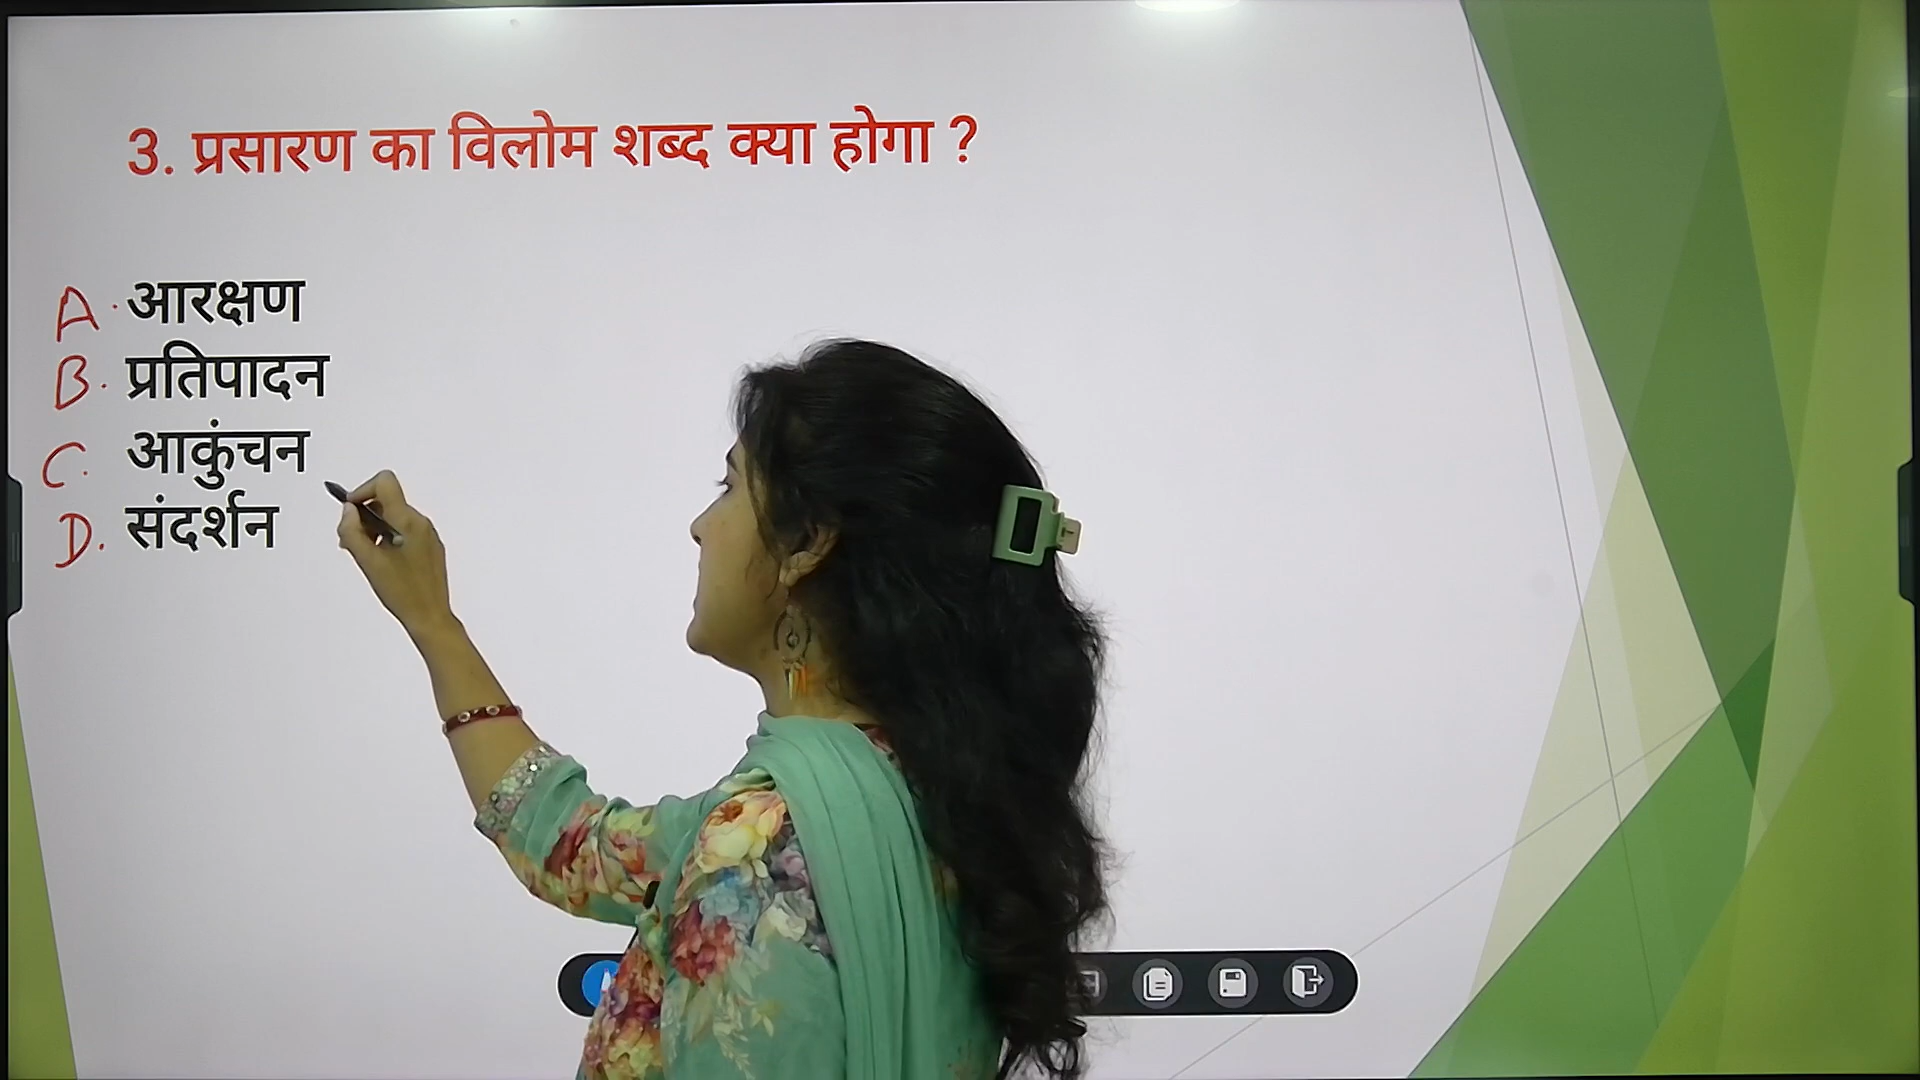 3. प्रसारण का विलोम शब्द क्या होगा ?
A. आरक्षण
B. प्रतिपादन
C. आकुंचन
D. संदर्शन